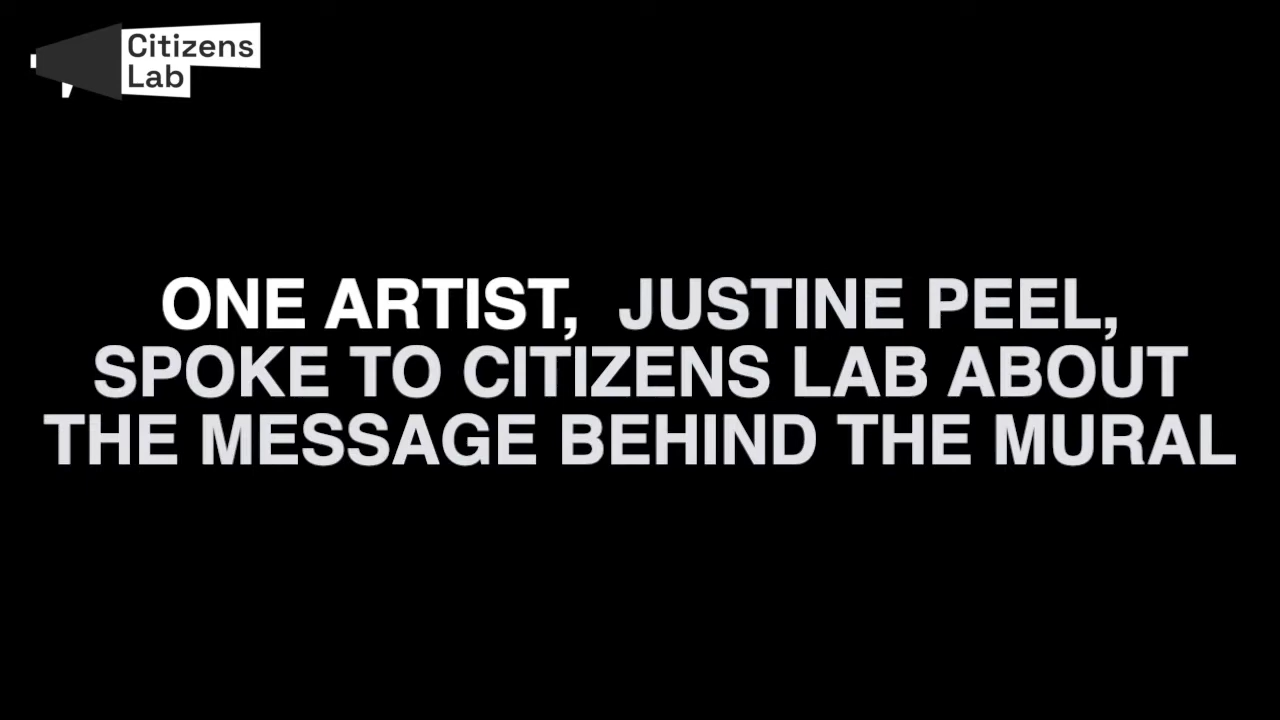 Citizens
Lab
ONE ARTIST, JUSTINE PEEL,
SPOKE TO CITIZENS LAB ABOUT
THE MESSAGE BEHIND THE MURAL